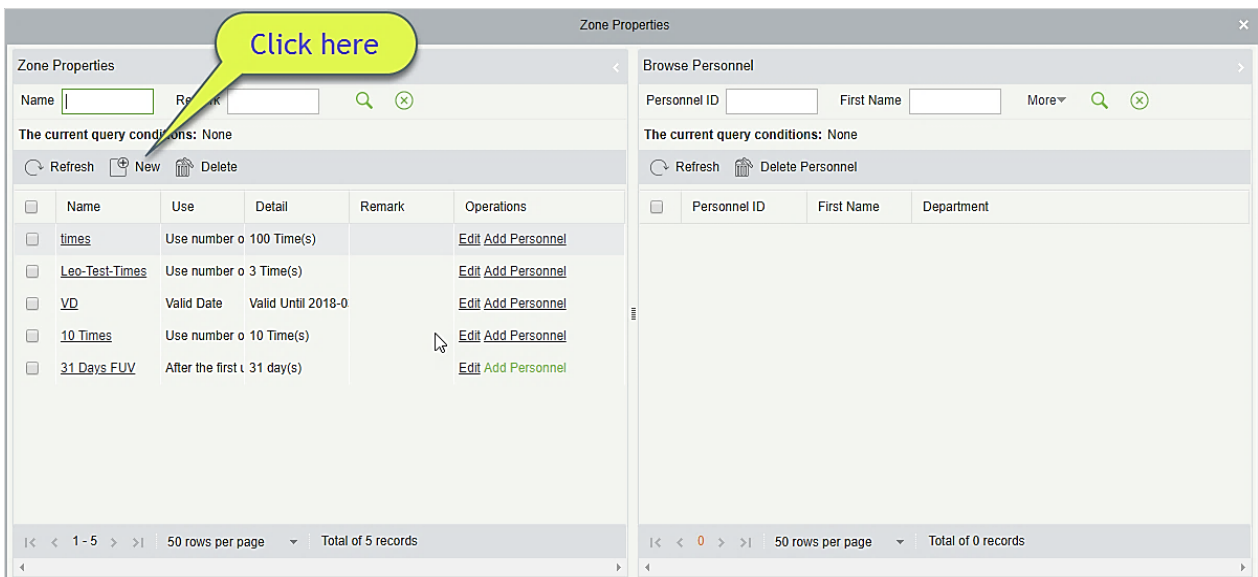 Zone Properties
Click here
Zone Properties
Name
The current query conditions: None
Refresh New Delete
Name Use Detail Remark Operations
times Use number o 100 Time(s) Edit Add Personnel
Leo-Test-Times Use number o 3 Time(s) Edit Add Personnel
VD Valid Date Valid Until 2018-0 Edit Add Personnel
10 Times Use number o 10 Time(s) Edit Add Personnel
31 Days FUV After the first u 31 day(s) Edit Add Personnel
1 - 5 50 rows per page Total of 5 records
Browse Personnel
Personnel ID First Name More
The current query conditions: None
Refresh Delete Personnel
Personnel ID First Name Department
0 50 rows per page Total of 0 records